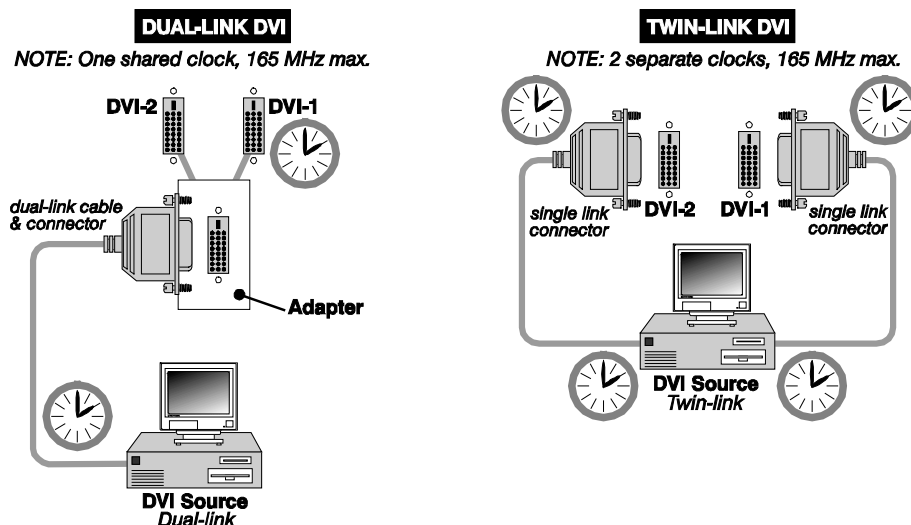 DUAL-LINK DVI
NOTE: One shared clock, 165 MHz max.
DVI-2
DVI-1
dual-link cable
& connector
Adapter
DVI Source
Dual-link
TWIN-LINK DVI
NOTE: 2 separate clocks, 165 MHz max.
single link
connector
DVI-2
DVI-1
single link
connector
DVI Source
Twin-link